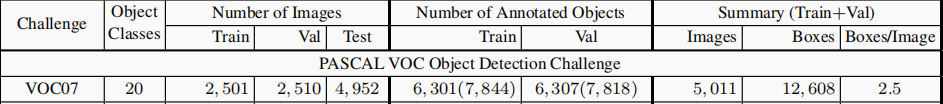 Challenge Object Classes Number of Images Number of Annotated Objects Summary (Train+Val)
Train Val Test Train Val Images Boxes Boxes/Image
PASCAL VOC Object Detection Challenge
VOC07 20 2,501 2,510 4,952 6,301(7,844) 6,307(7,818) 5,011 12,608 2.5